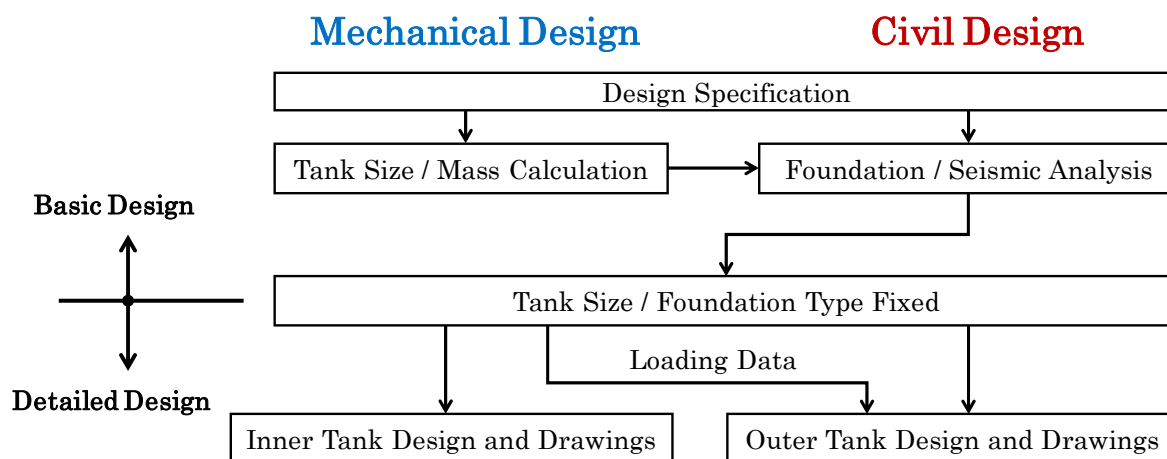 Mechanical Design
Civil Design
Design Specification
Tank Size / Mass Calculation
Foundation / Seismic Analysis
Basic Design
Tank Size / Foundation Type Fixed
Loading Data
Detailed Design
Inner Tank Design and Drawings
Outer Tank Design and Drawings